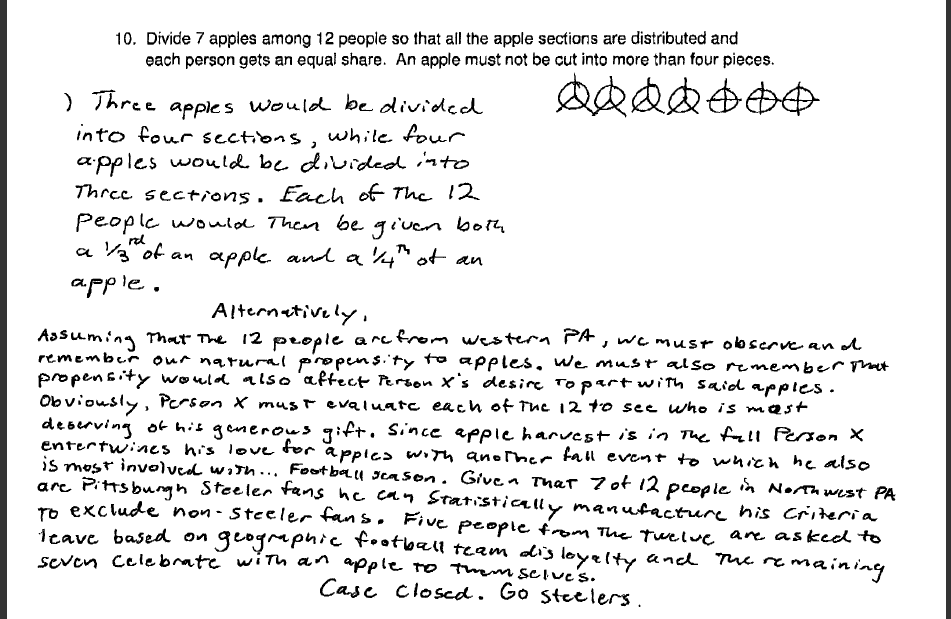 10. Divide 7 apples among 12 people so that all the apple sections are distributed and
each person gets an equal share. An apple must not be cut into more than four pieces.
) Three apples would be divided
into four sections, while four
apples would be divided into
Three sections. Each of The 12
People would Then be given both
a 1/3rd of an apple and a 1/4Th of an
apple.
Alternatively,
Assuming That The 12 people are from western PA, we must observe and
remember our natural propensity to apples. We must also remember That
propensity would also affect Person X's desire To part with said apples.
Obviously, Person X must evaluate each of The 12 to see who is most
deserving of his generous gift. Since apple harvest is in The fall Person X
entertwines his love for apples with another fall event to which he also
is most involved with... Football season. Given That 7 of 12 people in Northwest PA
are Pittsburgh Steeler fans he can statistically manufacture his Criteria
To exclude non-steeler fans. Five people from The Twelve are asked to
leave based on geographic football team disloyalty and The remaining
seven Celebrate with an apple to Themselves.
Case closed. Go Steelers.